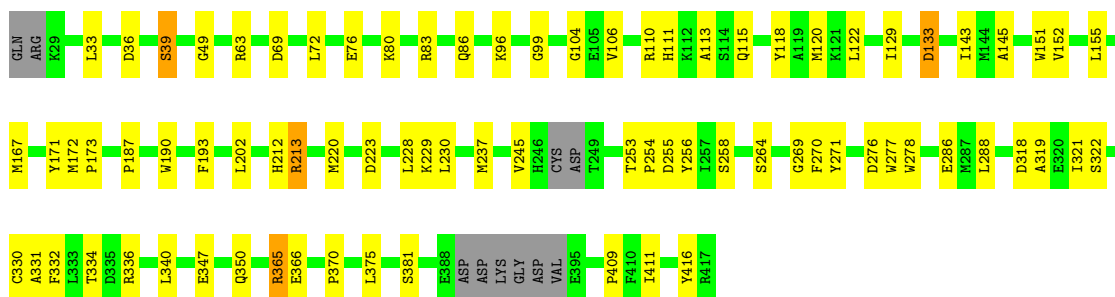 GLN ARG K29 L33 D36 S39 G49 R63 D69 L72 E76 K80 R83 Q86 K96 G99 G104 E105 V106 R110 H111 K112 A113 S114 Q115 Y118 A119 M120 K121 L122 I129 D133 I143 M144 A145 W151 V152 L155
M167 Y171 M172 P173 P187 W190 F193 L202 H212 R213 M220 D223 L228 K229 L230 M237 V245 H246 CYS ASP T249 T253 P254 D255 Y256 I257 S258 S264 G269 F270 Y271 D276 W277 W278 E286 M287 L288 D318 A319 E320 I321 S322
C330 A331 F332 L333 T334 D335 R336 L340 E347 Q350 R365 E366 P370 L375 S381 E388 ASP ASP LYS GLY ASP VAL E395 P409 F410 I411 Y416 R417